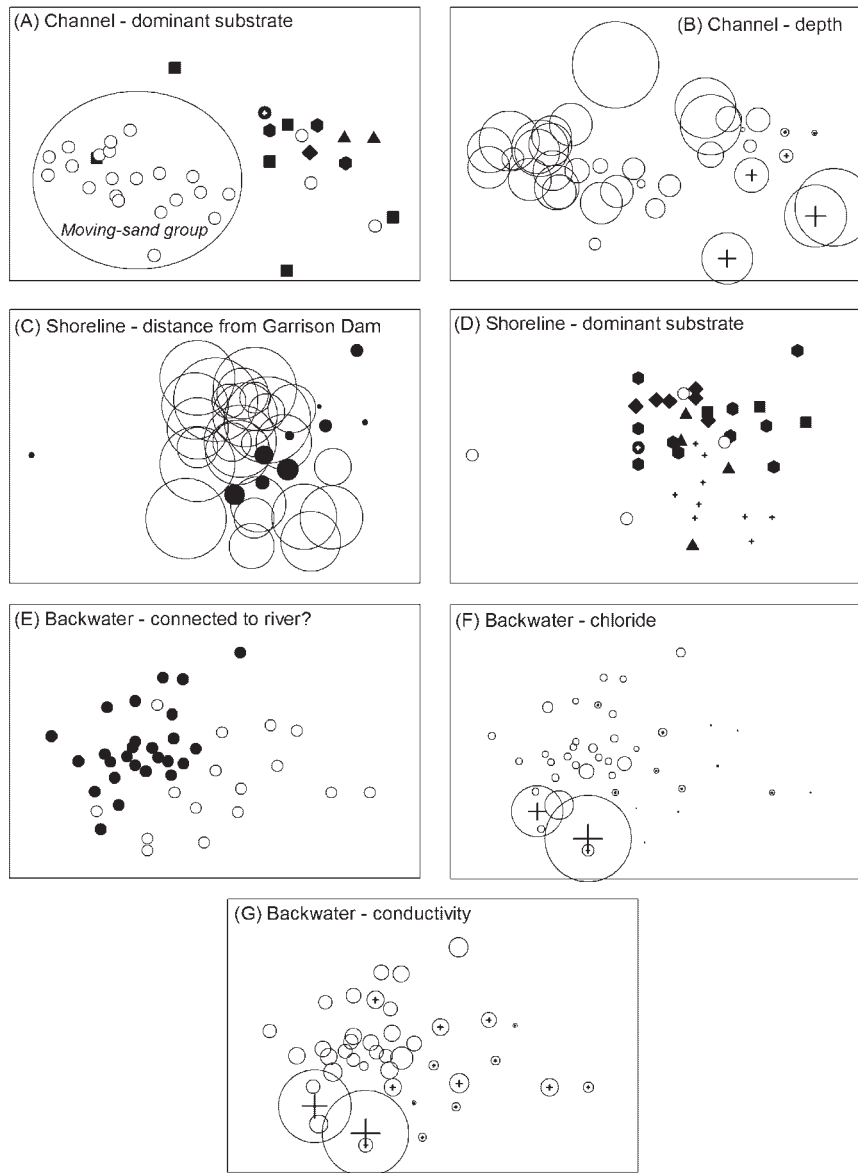 (A) Channel - dominant substrate
Moving-sand group
(B) Channel - depth
(C) Shoreline - distance from Garrison Dam
(D) Shoreline - dominant substrate
(E) Backwater - connected to river?
(F) Backwater - chloride
(G) Backwater - conductivity